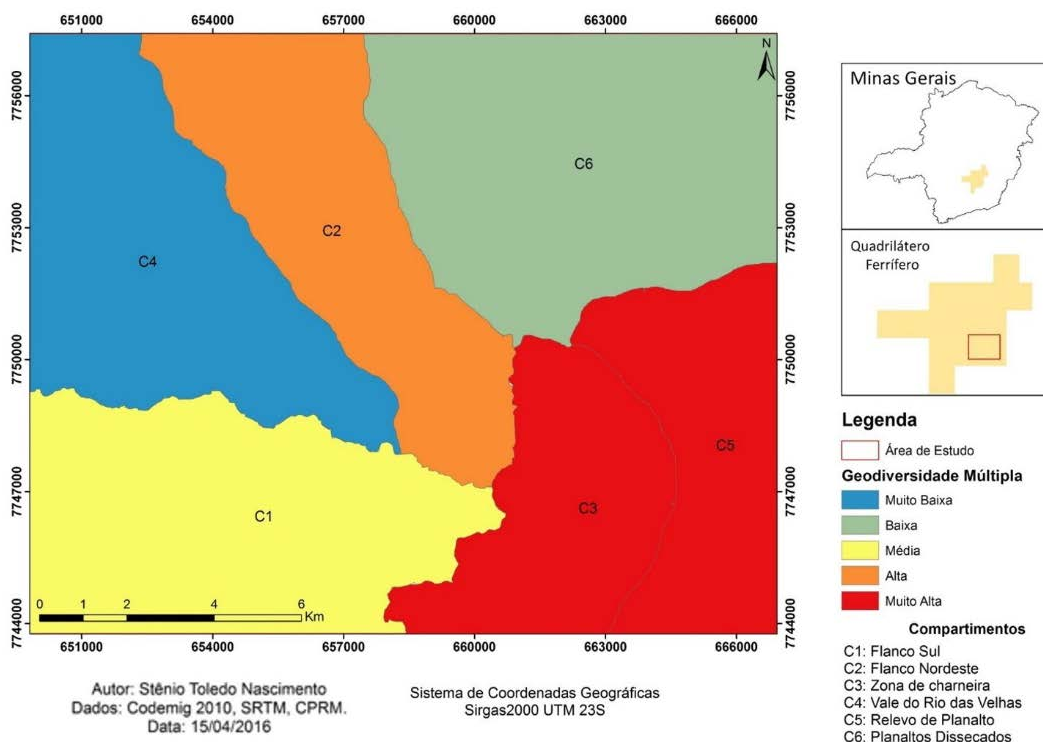 651000 654000 657000 660000 663000 666000
N
7756000 7756000
7753000 7753000
7750000 7750000
7747000 7747000
7744000 7744000
C6
C2
C4
C5
C3
C1
0 1 2 4 6
Km
651000 654000 657000 660000 663000 666000
Autor: Stênio Toledo Nascimento
Dados: Codemig 2010, SRTM, CPRM.
Data: 15/04/2016
Sistema de Coordenadas Geográficas
Sirgas2000 UTM 23S
Minas Gerais
Quadrilátero
Ferrífero
Legenda
Área de Estudo
Geodiversidade Múltipla
Muito Baixa
Baixa
Média
Alta
Muito Alta
Compartimentos
C1: Flanco Sul
C2: Flanco Nordeste
C3: Zona de charneira
C4: Vale do Rio das Velhas
C5: Relevo de Planalto
C6: Planaltos Dissecados